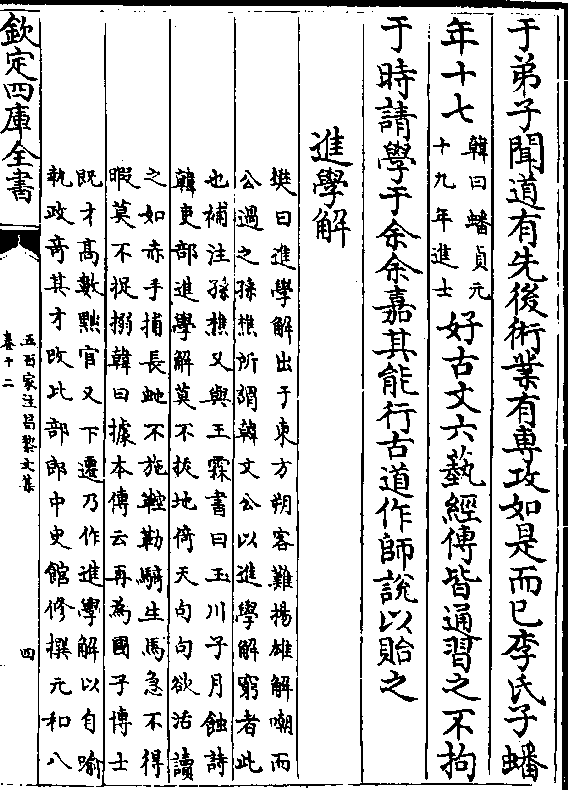 于弟子聞道有先後術業有專攻如是而已李氏子蟠
年十七
韓曰蟠貞元
十九年進士
好古文六藝經傳皆通習之不拘
于時請學于余余嘉其能行古道作師說以貽之
進學解
樊曰進學解出于東方朔客難揚雄解嘲而
公過之孫樵所謂韓文公以進學解窮者此
也補注孫樵又與王霖書曰玉川子月蝕詩
韓吏部進學解莫不拔地倚天句句欲活讀
之如赤手捕長虵不施鞿勒騎生馬急不得
暇莫不捉搦韓曰據本傳云再為國子博士
既才髙數黜官又下遷乃作進學解以自喻
執政奇其才改比部郎中史館修撰元和八
欽定四庫全書
五百家注昌黎文集
卷十二
四